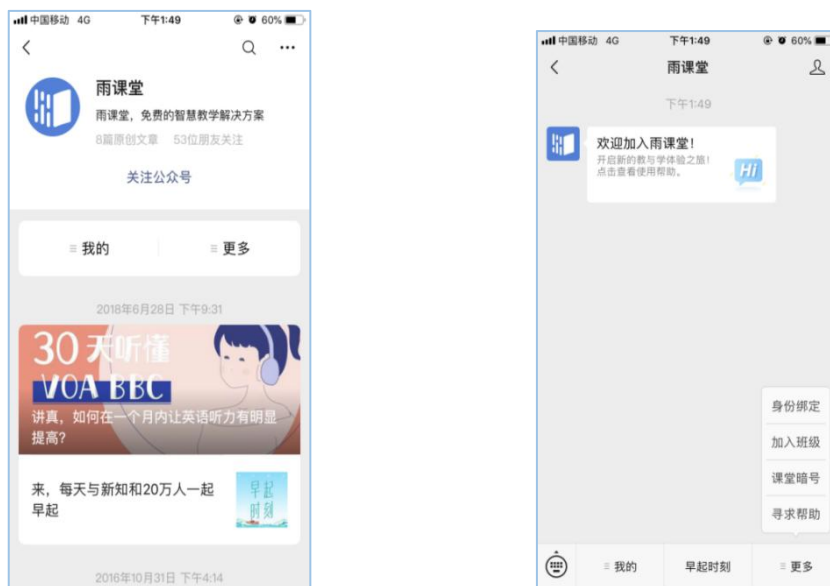 中国移动 4G 下午1:49 60%
雨课堂
雨课堂，免费的智慧教学解决方案
8篇原创文章 53位朋友关注
关注公众号
我的 更多
2018年6月28日 下午9:31
30天听懂
VOA BBC
讲真，如何在一个月内让英语听力有明显
提高?
来，每天与新知和20万人一起
早起
早起
时刻
2016年10月31日 下午4:14
中国移动 4G 下午1:49 60%
雨课堂
下午1:49
欢迎加入雨课堂！
开启新的教与学体验之旅！
点击查看使用帮助。
Hi
身份绑定
加入班级
课堂暗号
寻求帮助
我的 早起时刻 更多